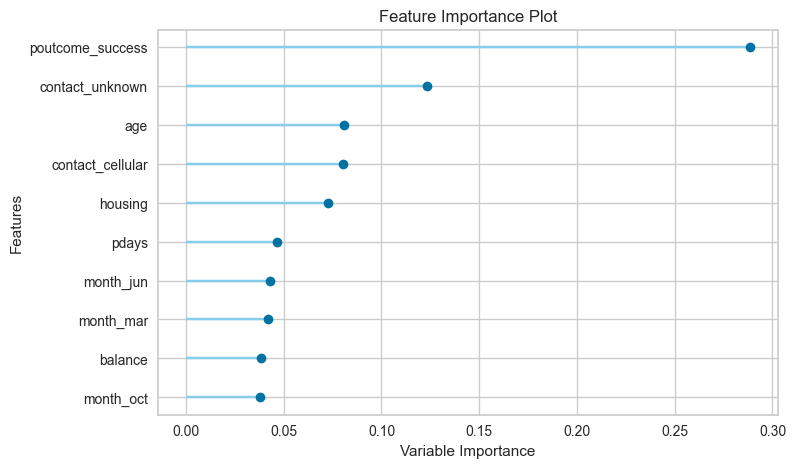 Feature Importance Plot
poutcome_success
contact_unknown
age
contact_cellular
housing
pdays
month_jun
month_mar
balance
month_oct
Features
0.00 0.05 0.10 0.15 0.20 0.25 0.30
Variable Importance